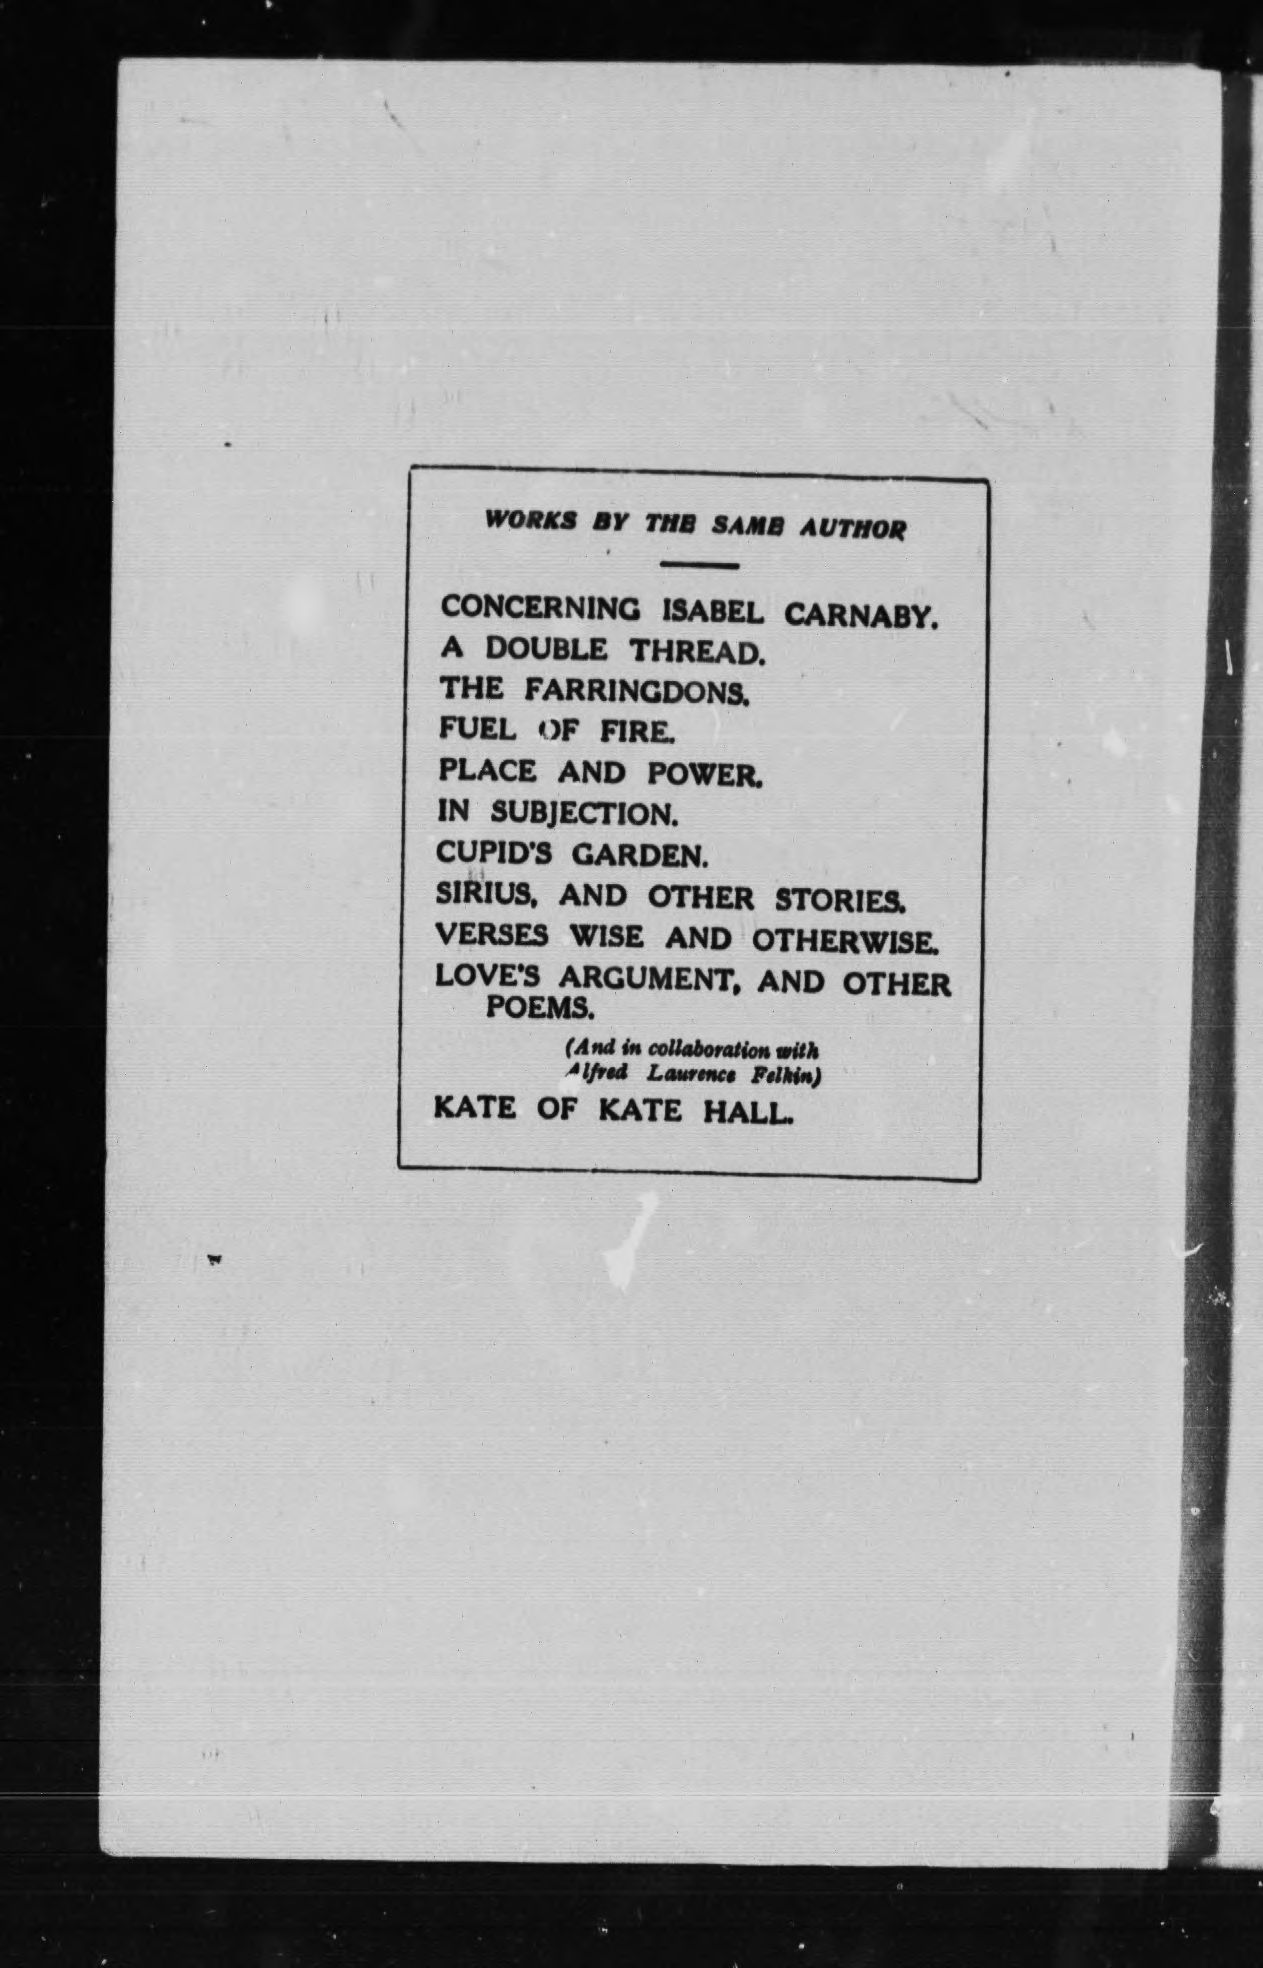 WORKS BY THE SAME AUTHOR
CONCERNING ISABEL CARNABY.
A DOUBLE THREAD.
THE FARRINGDONS.
FUEL OF FIRE.
PLACE AND POWER.
IN SUBJECTION.
CUPID'S GARDEN.
SIRIUS, AND OTHER STORIES.
VERSES WISE AND OTHERWISE.
LOVE'S ARGUMENT, AND OTHER
POEMS.
(And in collaboration with
Alfred Laurence Felkin)
KATE OF KATE HALL.